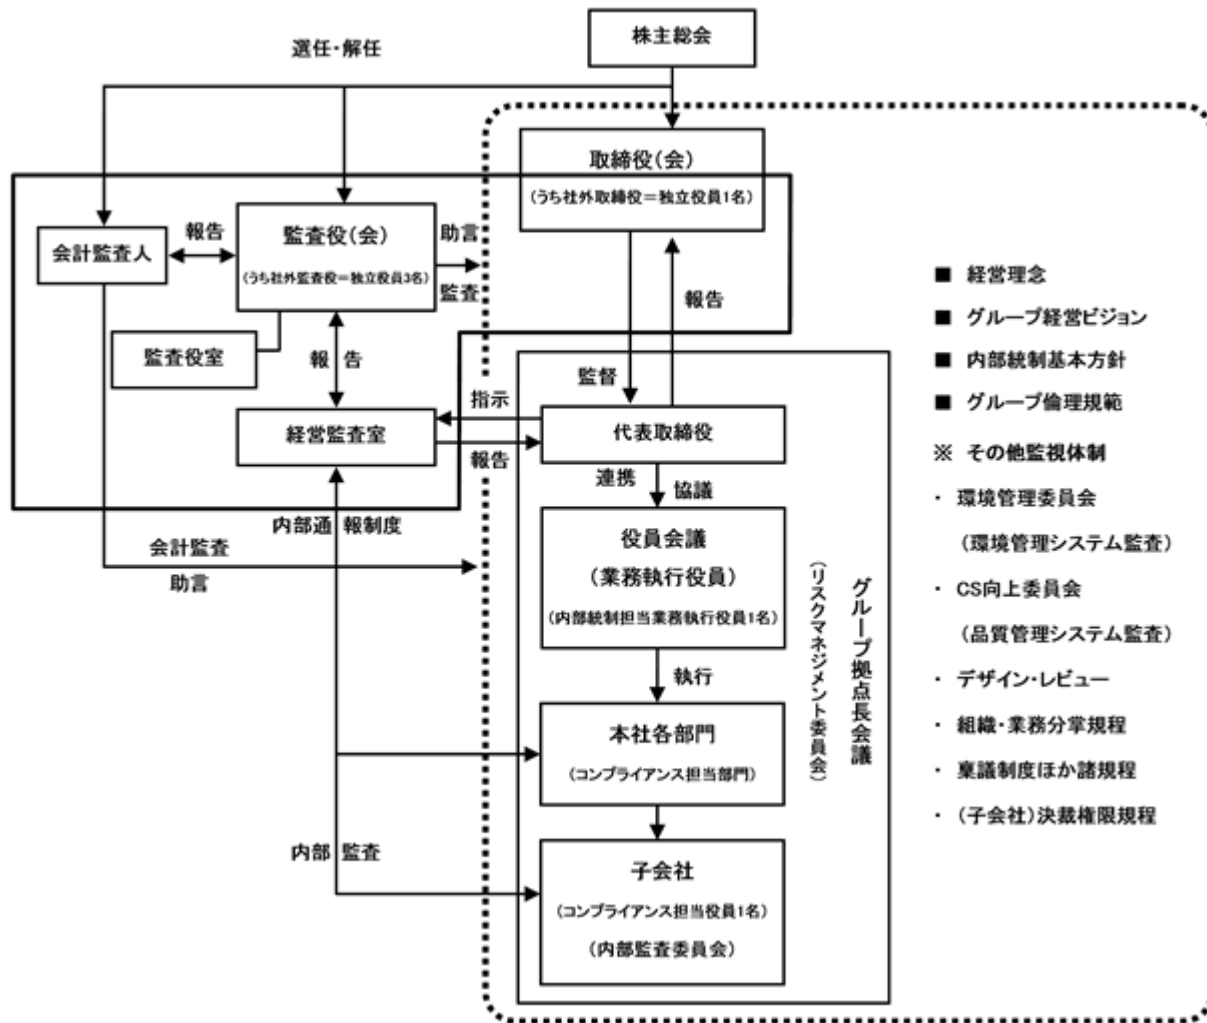 株主総会
選任・解任
取締役(会)
(うち社外取締役=独立役員1名)
会計監査人
報告
監査役(会)
(うち社外監査役=独立役員3名)
助言
監査
監査役室
報 告
報告
監督
経営監査室
指示
報告
代表取締役
連携
協議
内部通 報制度
会計監査
助言
役員会議
(業務執行役員)
(内部統制担当業務執行役員1名)
執行
本社各部門
(コンプライアンス担当部門)
内部 監査
子会社
(コンプライアンス担当役員1名)
(内部監査委員会)
グループ拠点長会議
(リスクマネジメント委員会)
■ 経営理念
■ グループ経営ビジョン
■ 内部統制基本方針
■ グループ倫理規範
※ その他監視体制
・ 環境管理委員会
(環境管理システム監査)
・ CS向上委員会
(品質管理システム監査)
・ デザイン・レビュー
・ 組織・業務分掌規程
・ 稟議制度ほか諸規程
・ (子会社)決裁権限規程